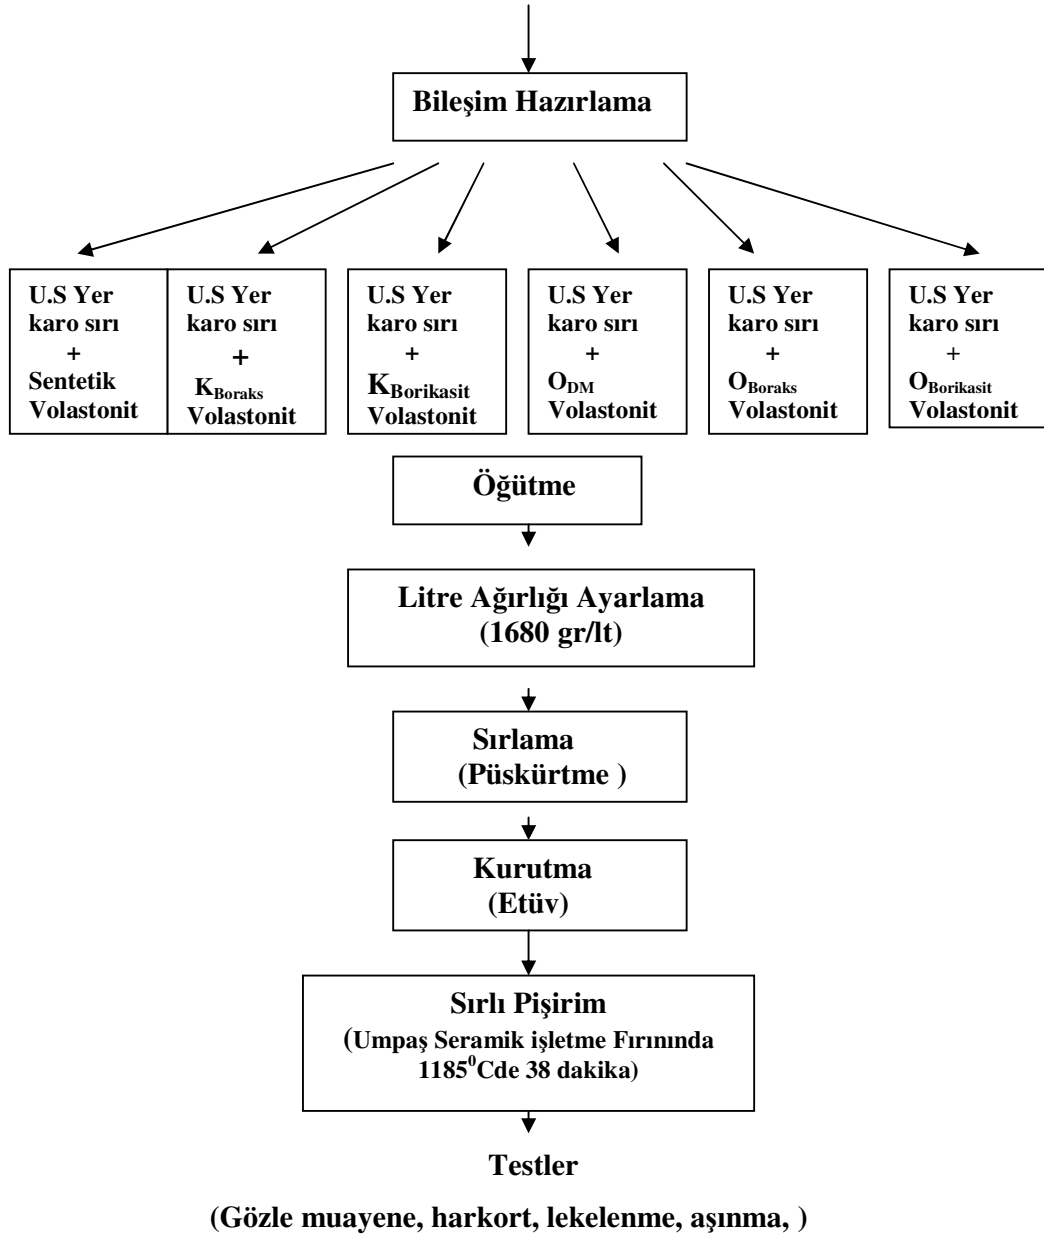 Bileşim Hazırlama
U.S Yer
karo sırı
+
Sentetik
Volastonit
U.S Yer
karo sırı
+
KBoraks
Volastonit
U.S Yer
karo sırı
+
KBorikasit
Volastonit
U.S Yer
karo sırı
+
ODM
Volastonit
U.S Yer
karo sırı
+
OBoraks
Volastonit
U.S Yer
karo sırı
+
OBorikasit
Volastonit
Öğütme
Litre Ağırlığı Ayarlama
(1680 gr/lt)
Sırlama
(Püskürtme )
Kurutma
(Etüv)
Sırlı Pişirim
(Umpaş Seramik işletme Fırınında
1185⁰Cde 38 dakika)
Testler
(Gözle muayene, harkort, lekelenme, aşınma, )